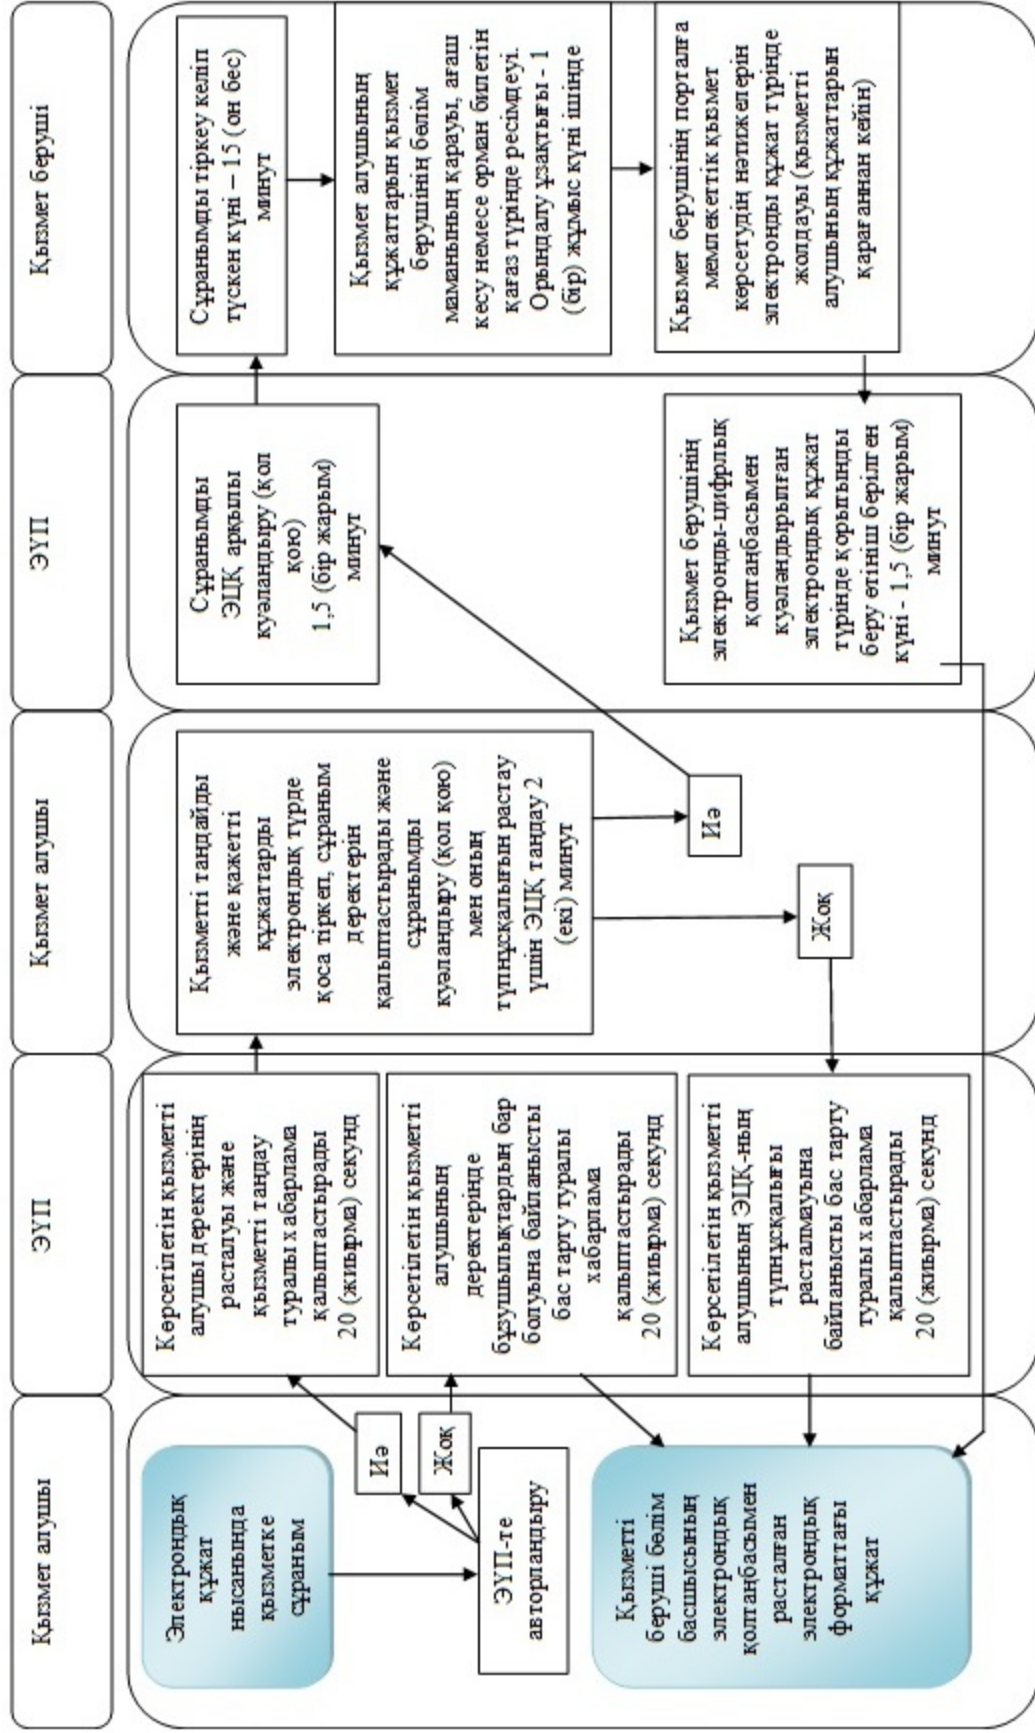 Қызмет алушы
ЭҮП
Қызмет алушы
ЭҮП
Қызмет беруші
Электрондық
құжат
нысанында
қызметке
сұраным
Иә
Жоқ
ЭҮП-те
авторландыру
Қызметті
беруші бөлім
басшысының
электрондық
қолтаңбасымен
расталған
электрондық
форматтағы
құжат
Көрсетілетін қызметті
алушы деректерінің
расталуы және
қызметті таңдау
туралы хабарлама
қалыптастырады
20 (жиырма) секунд
Көрсетілетін қызметті
алушының
деректерінде
бұзушылықтардың бар
болуына байланысты
бас тарту туралы
хабарлама
қалыптастырады
20 (жиырма) секунд
Көрсетілетін қызметті
алушының ЭЦҚ-ның
түпнұсқалығы
расталмауына
байланысты бас тарту
туралы хабарлама
қалыптастырады
20 (жиырма) секунд
Қызметті таңдайды
және қажетті
құжаттарды
электрондық түрде
қоса тіркеп, сұраным
деректерін
қалыптастырады және
сұранымды
куәландыру (қол қою)
мен оның
түпнұсқалығын растау
үшін ЭЦҚ таңдау 2
(екі) минут
Иә
Жоқ
Сұранымды
ЭЦҚ арқылы
куәландыру (қол
қою)
1,5 (бір жарым)
минут
Қызмет берушінің
электронды-цифрлық
қолтаңбасымен
куәландырылған
электрондық құжат
түрінде қорытынды
беру өтініш берілген
күні - 1,5 (бір жарым)
минут
Сұранымды тіркеу келіп
түскен күні – 15 (он бес)
минут
Қызмет алушының
құжаттарын қызмет
берушінің бөлім
маманының қарауы, ағаш
кесу немесе орман билетін
қағаз түрінде ресімдеуі.
Орындалу ұзақтығы - 1
(бір) жұмыс күні ішінде
Қызмет берушінің порталға
мемлекеттік қызмет
көрсетудің нәтижелерін
электронды құжат түрінде
жолдауы (қызметті
алушының құжаттарын
қарағаннан кейін)